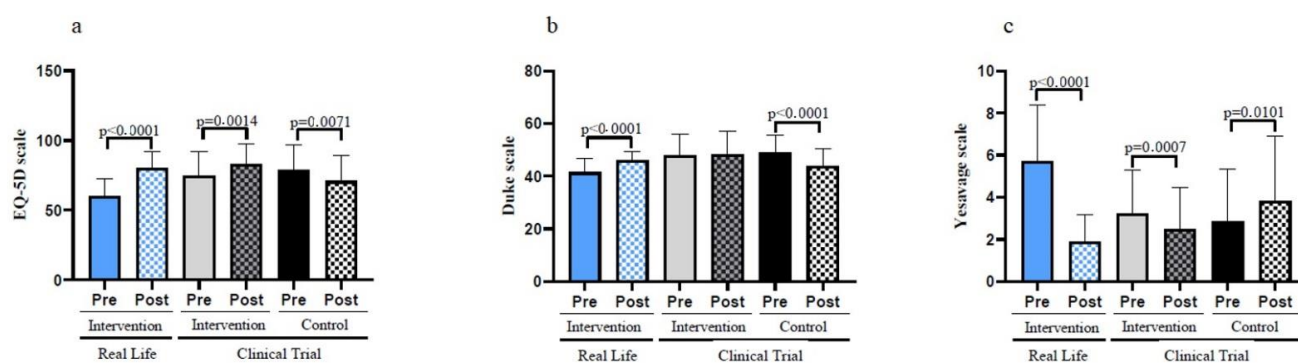 a
EQ-5D scale
150
100
50
0
p<0.0001
p=0.0014
p=0.0071
Pre Post Pre Post Pre Post
Intervention Intervention Control
Real Life Clinical Trial
b
Duke scale
80
60
40
20
0
p<0.0001
p<0.0001
Pre Post Pre Post Pre Post
Intervention Intervention Control
Real Life Clinical Trial
c
Yesavage scale
10
8
6
4
2
0
p<0.0001
p=0.0007
p=0.0101
Pre Post Pre Post Pre Post
Intervention Intervention Control
Real Life Clinical Trial